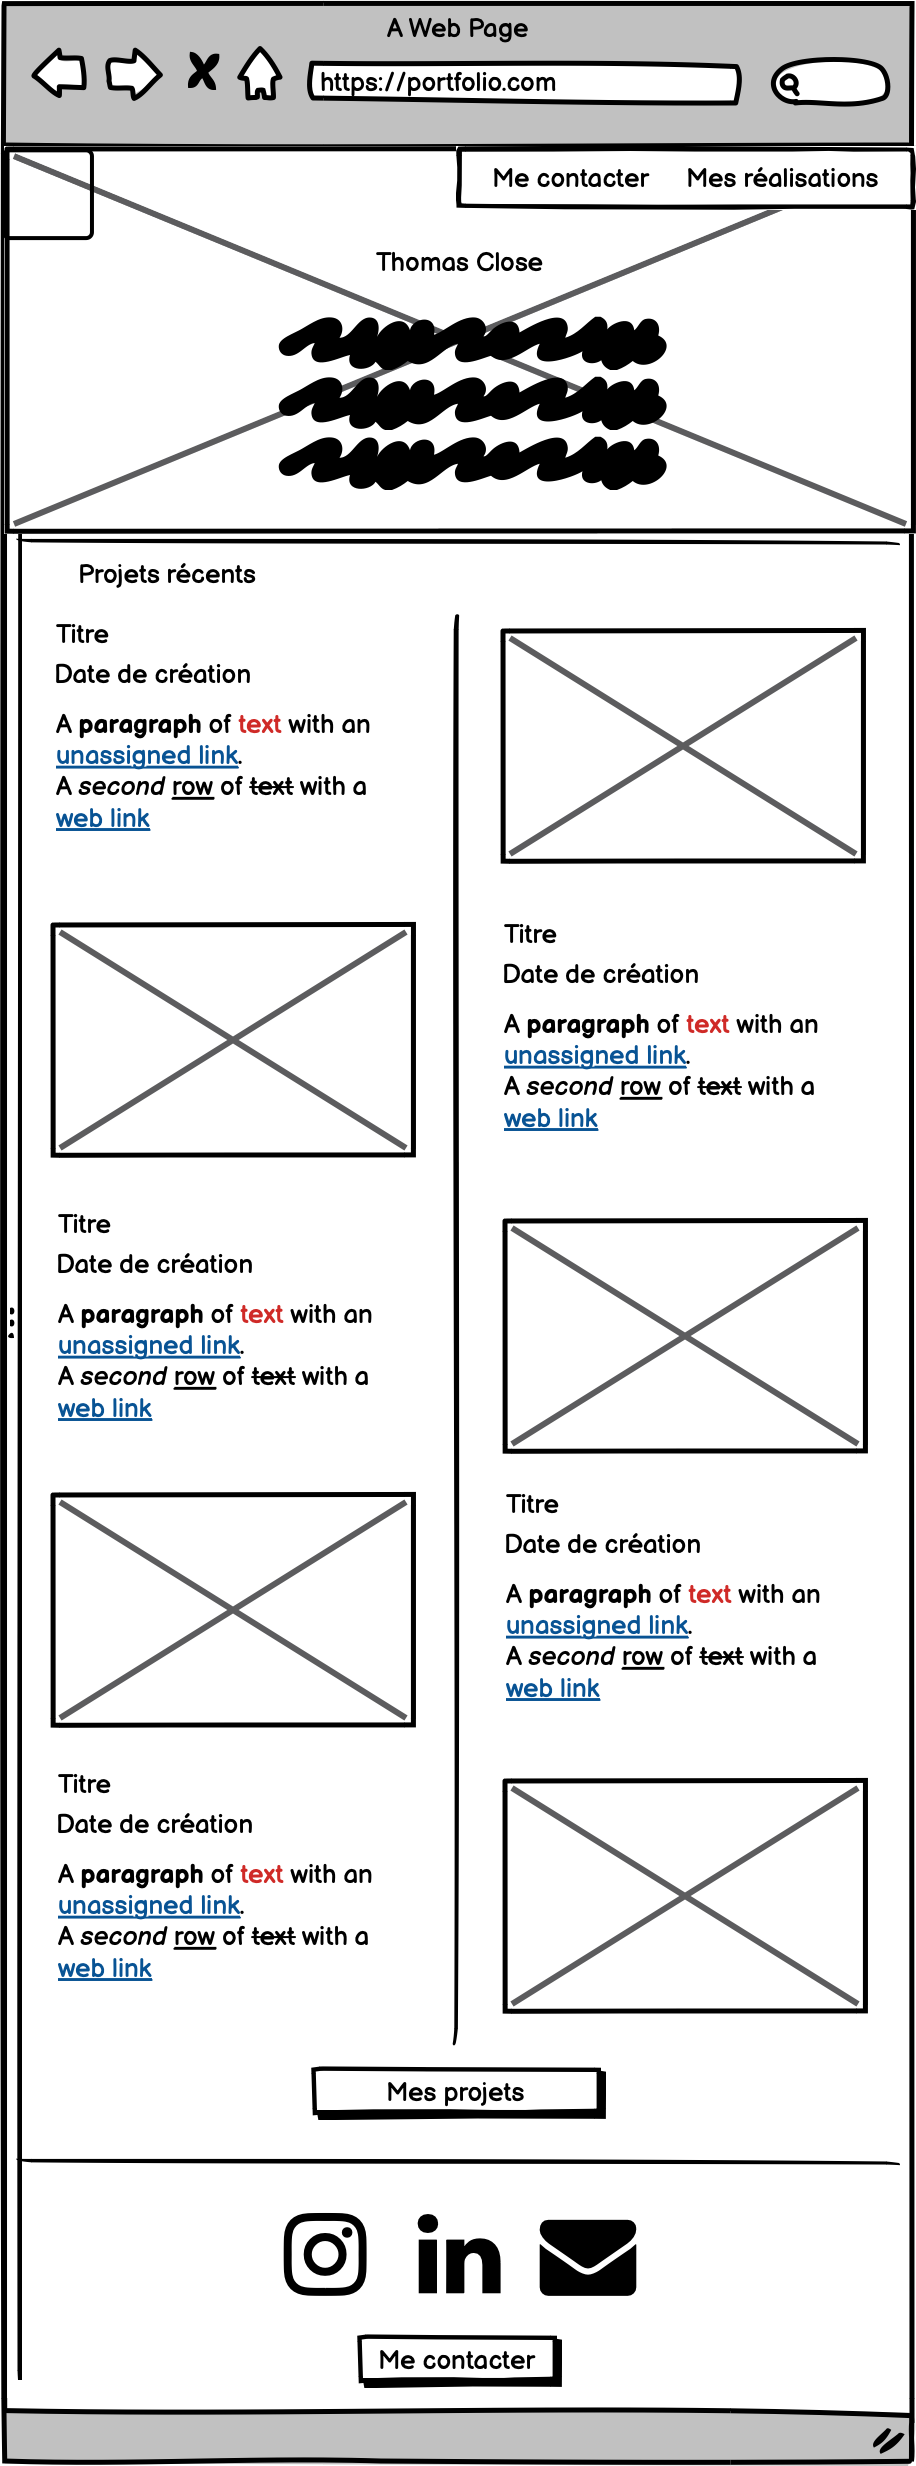 A Web Page
https://portfolio.com
Me contacter Mes réalisations
Thomas Close
Projets récents
Titre
Date de création
A paragraph of text with an
unassigned link.
A second row of text with a
web link
Titre
Date de création
A paragraph of text with an
unassigned link.
A second row of text with a
web link
Titre
Date de création
A paragraph of text with an
unassigned link.
A second row of text with a
web link
Titre
Date de création
A paragraph of text with an
unassigned link.
A second row of text with a
web link
Titre
Date de création
A paragraph of text with an
unassigned link.
A second row of text with a
web link
Mes projets
in
Me contacter